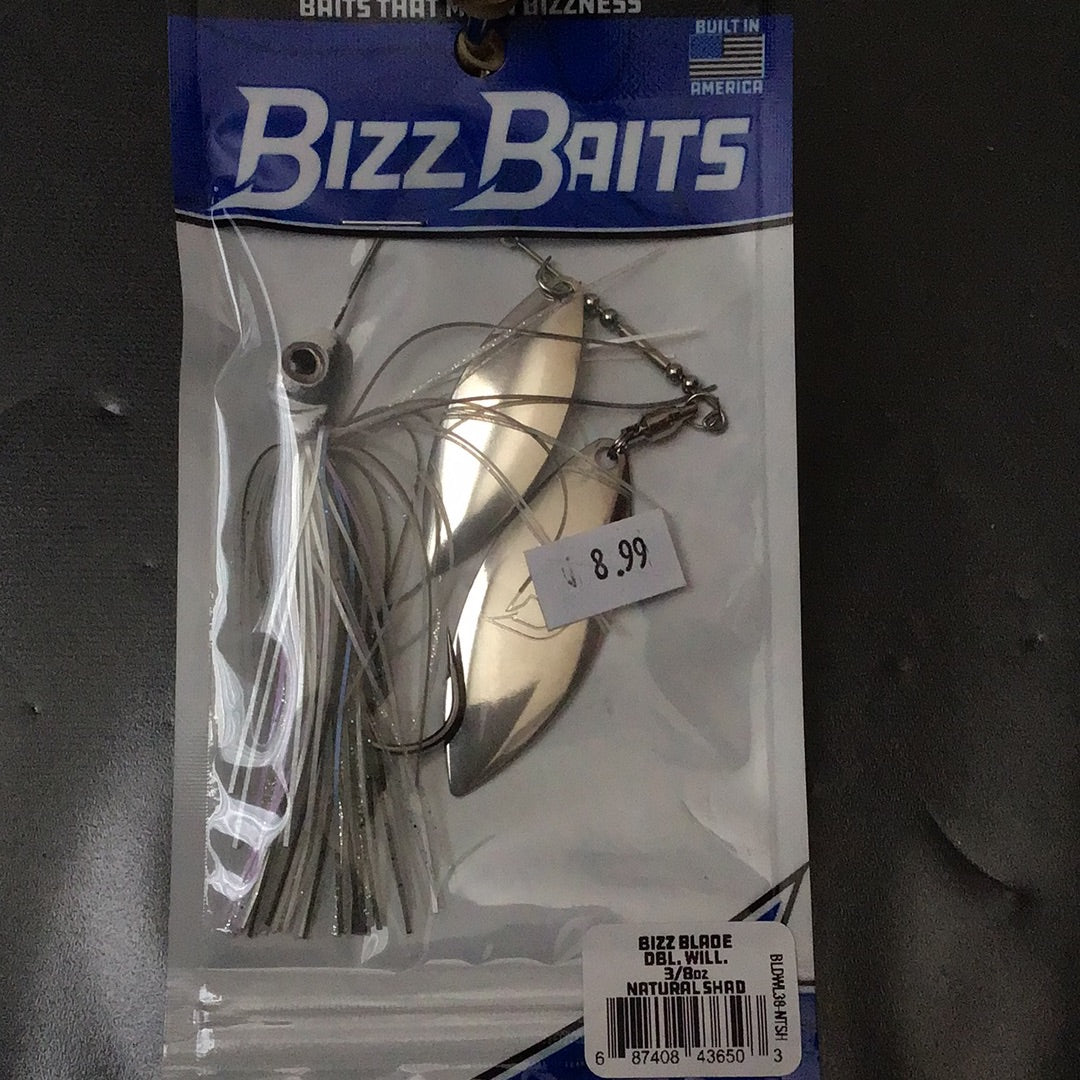 BUILT IN
AMERICA
BIZZ BAITS
8.99
BIZZ BLADE
DBL. WILL.
3/8OZ
NATURAL SHAD
BLDWL38-NTSH
6 87408 43650 3
BAITS THAT BIZZNESS